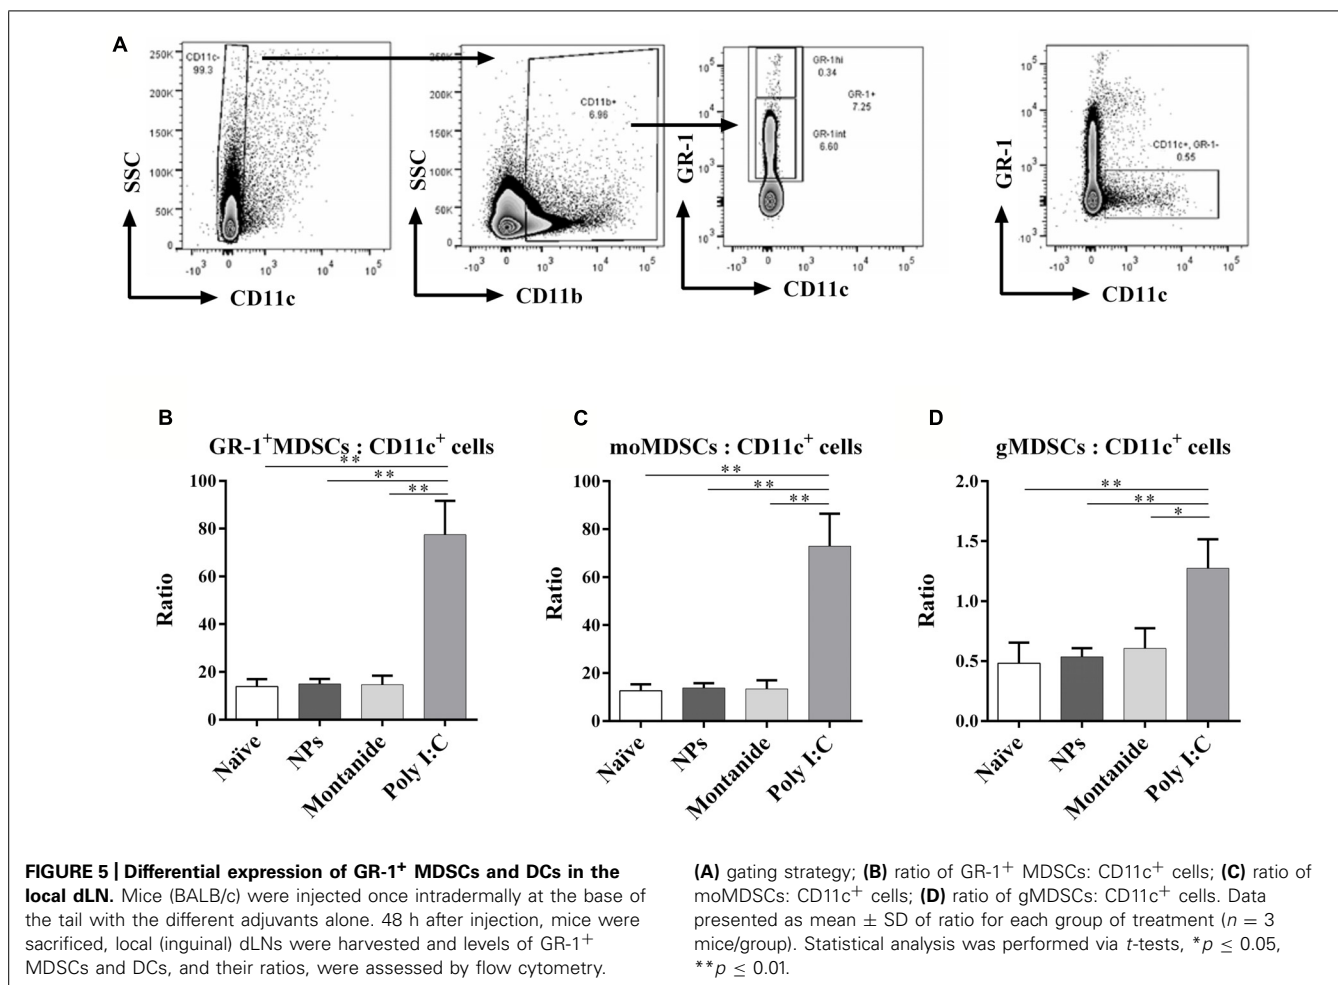 A
CD11c-
99.3
250K
200K
150K
100K
50K
0
-10³ 0 10³ 10⁴ 10⁵
SSC
CD11c
CD11b+
6.96
250K
200K
150K
100K
50K
0
-10³ 0 10³ 10⁴ 10⁵
SSC
CD11b
GR-1hi
0.34
GR-1+
7.25
GR-1int
6.60
10⁵
10⁴
10³
-10³
-10³ 0 10³ 10⁴ 10⁵
GR-1
CD11c
CD11c+, GR-1-
0.55
10⁵
10⁴
10³
0
-10³
-10³ 0 10³ 10⁴ 10⁵
GR-1
CD11c
B
GR-1⁺MDSCs : CD11c⁺ cells
**
**
**
100
80
60
40
20
0
Ratio
Naïve
NPs
Montanide
Poly I:C
C
moMDSCs : CD11c⁺ cells
**
**
**
100
80
60
40
20
0
Ratio
Naïve
NPs
Montanide
Poly I:C
D
gMDSCs : CD11c⁺ cells
**
**
*
2.0
1.5
1.0
0.5
0.0
Ratio
Naïve
NPs
Montanide
Poly I:C
FIGURE 5 | Differential expression of GR-1⁺ MDSCs and DCs in the
local dLN. Mice (BALB/c) were injected once intradermally at the base of
the tail with the different adjuvants alone. 48 h after injection, mice were
sacrificed, local (inguinal) dLNs were harvested and levels of GR-1⁺
MDSCs and DCs, and their ratios, were assessed by flow cytometry.
(A) gating strategy; (B) ratio of GR-1⁺ MDSCs: CD11c⁺ cells; (C) ratio of
moMDSCs: CD11c⁺ cells; (D) ratio of gMDSCs: CD11c⁺ cells. Data
presented as mean ± SD of ratio for each group of treatment (n = 3
mice/group). Statistical analysis was performed via t-tests, *p ≤ 0.05,
**p ≤ 0.01.